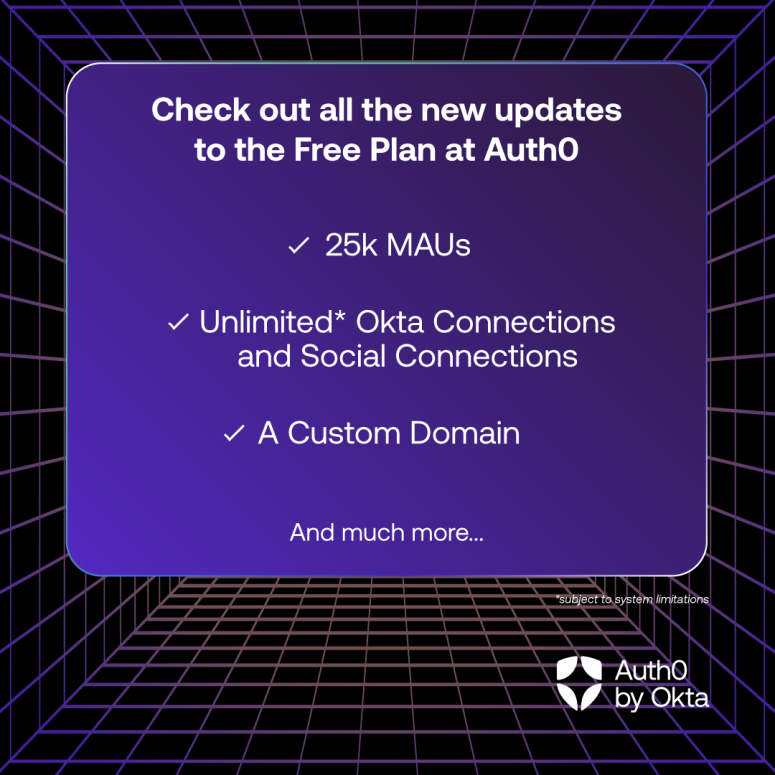 Check out all the new updates
to the Free Plan at Auth0
✓ 25k MAUs
✓ Unlimited* Okta Connections
and Social Connections
✓ A Custom Domain
And much more...
*subject to system limitations
Auth0
by Okta